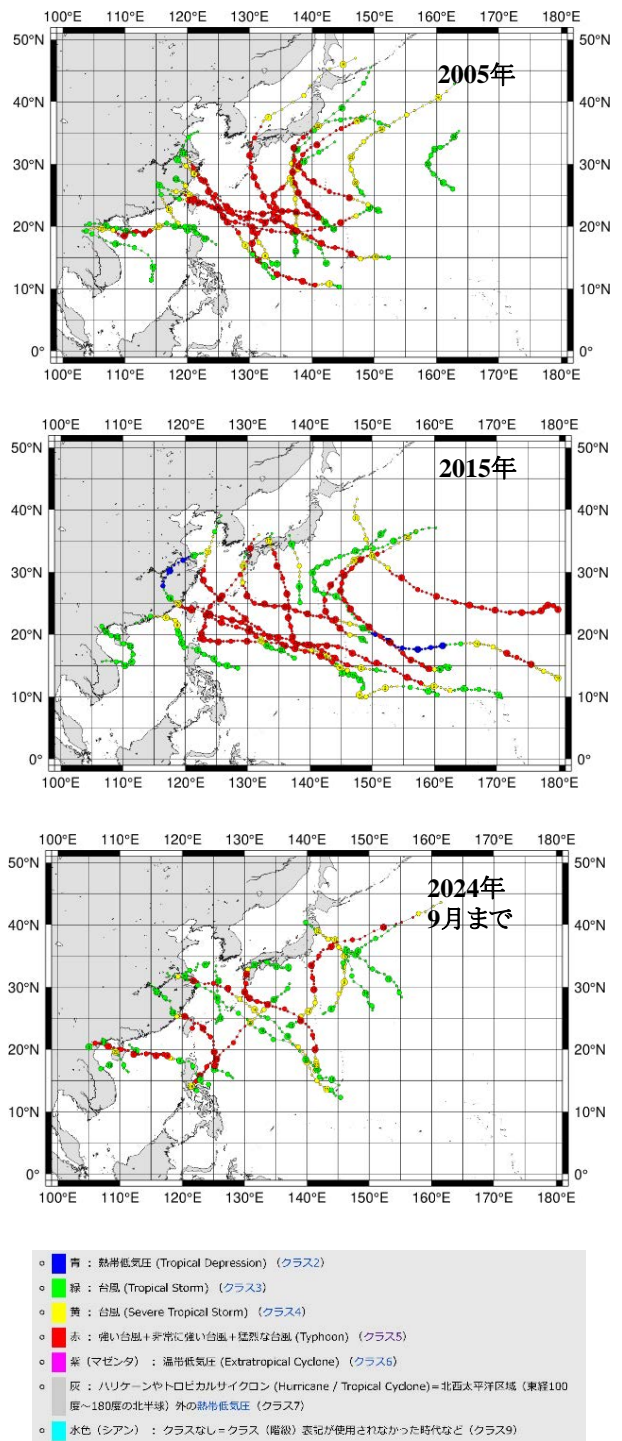 100°E 110°E 120°E 130°E 140°E 150°E 160°E 170°E 180°E
50°N 2005年 50°N
40°N 40°N
30°N 30°N
20°N 20°N
10°N 10°N
0° 0°
100°E 110°E 120°E 130°E 140°E 150°E 160°E 170°E 180°E
100°E 110°E 120°E 130°E 140°E 150°E 160°E 170°E 180°E
50°N 2015年 50°N
40°N 40°N
30°N 30°N
20°N 20°N
10°N 10°N
0° 0°
100°E 110°E 120°E 130°E 140°E 150°E 160°E 170°E 180°E
100°E 110°E 120°E 130°E 140°E 150°E 160°E 170°E 180°E
50°N 50°N
2024年
9月まで
40°N 40°N
30°N 30°N
20°N 20°N
10°N 10°N
0° 0°
100°E 110°E 120°E 130°E 140°E 150°E 160°E 170°E 180°E
青 : 熱帯低気圧 (Tropical Depression) (クラス2)
緑 : 台風 (Tropical Storm) (クラス3)
黄 : 台風 (Severe Tropical Storm) (クラス4)
赤 : 強い台風+非常に強い台風+猛烈な台風 (Typhoon) (クラス5)
紫 (マゼンタ) : 温帯低気圧 (Extratropical Cyclone) (クラス6)
灰 : ハリケーンやトロピカルサイクロン (Hurricane / Tropical Cyclone)=北西太平洋区域 (東経100
度~180度の北半球) 外の熱帯低気圧 (クラス7)
水色 (シアン) : クラスなし=クラス (階級) 表記が使用されなかった時代など (クラス9)